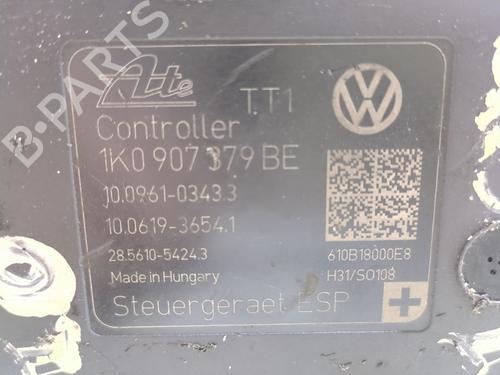 B-PARTS
Ate
TT1
Controller
1K0 907 379 BE
10.0961-0343.3
10.0619-3654.1
28.5610-5424.3
610B18000E8
Made in Hungary
H31/SO108
Steuergeraet ESP